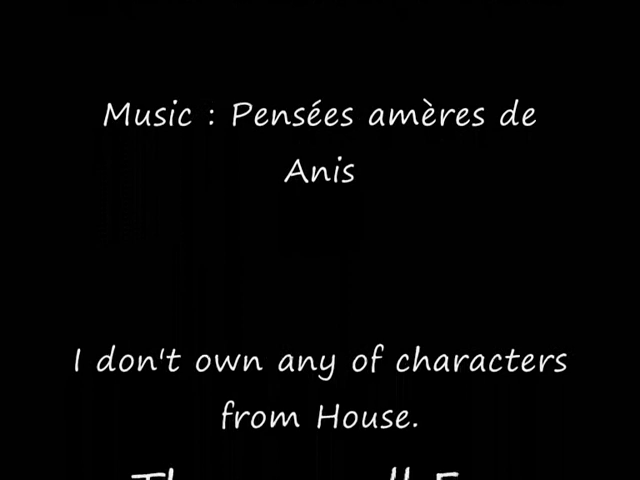 Music : Pensées amères de
Anis
I don't own any of characters
from House.